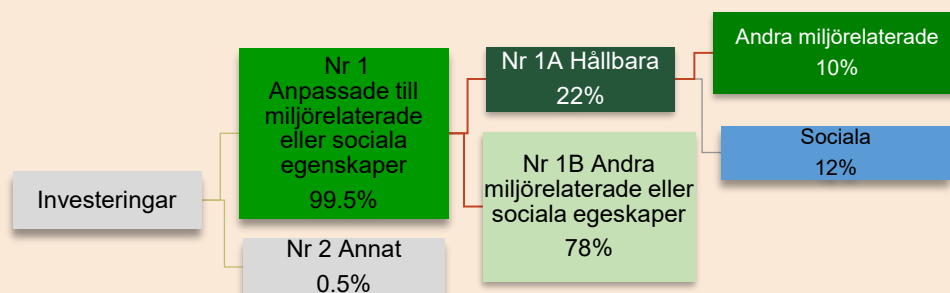 Investeringar
Nr 1
Anpassade till
miljörelaterade
eller sociala
egenskaper
99.5%
Nr 2 Annat
0.5%
Nr 1A Hållbara
22%
Nr 1B Andra
miljörelaterade eller
sociala egeskaper
78%
Andra miljörelaterade
10%
Sociala
12%